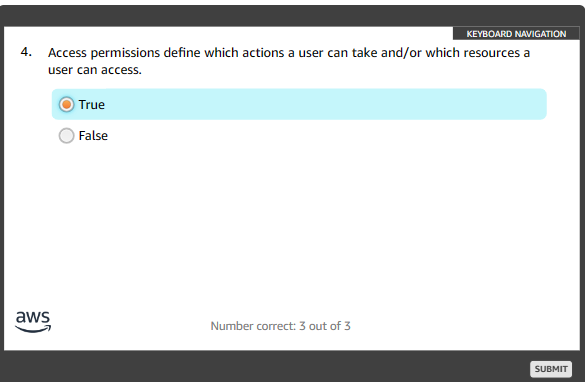 KEYBOARD NAVIGATION
4. Access permissions define which actions a user can take and/or which resources a
user can access.
True
False
aws
Number correct: 3 out of 3
SUBMIT